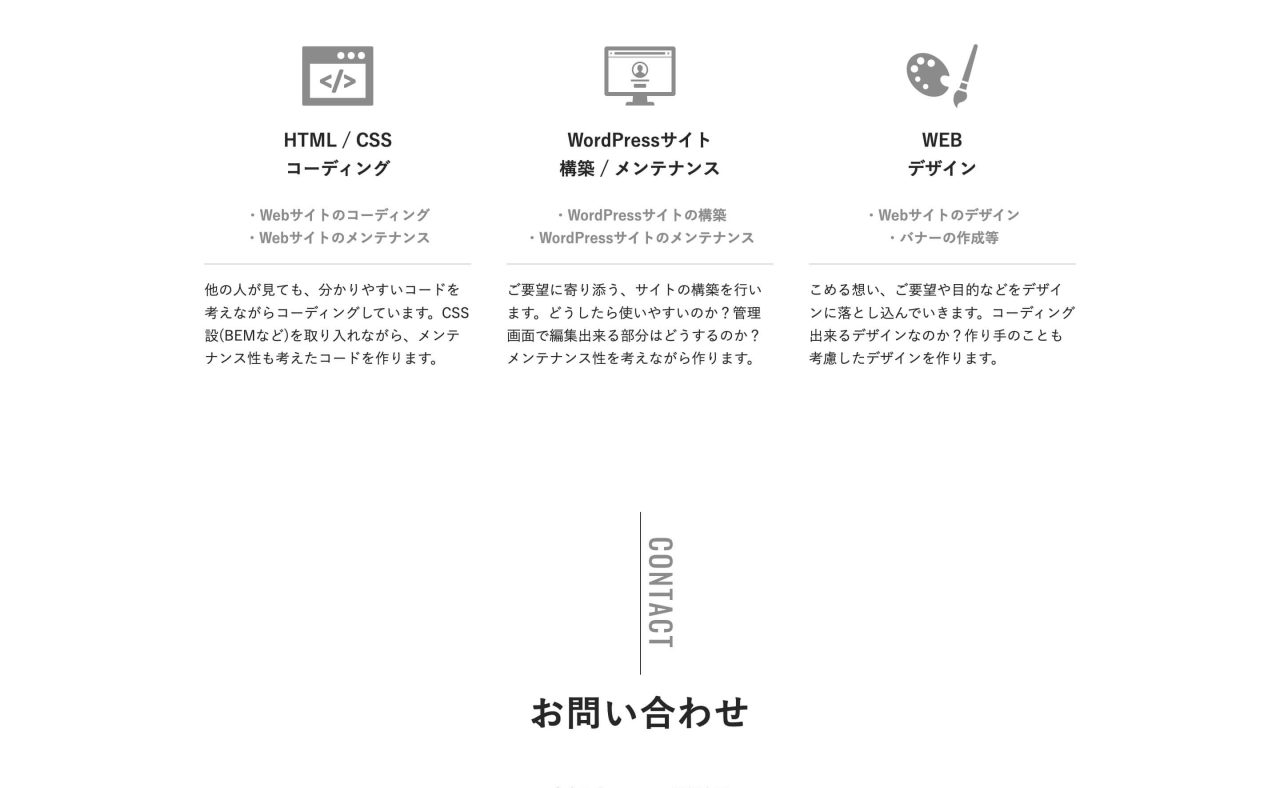 HTML / CSS
コーディング
・Webサイトのコーディング
・Webサイトのメンテナンス
他の人が見ても、分かりやすいコードを
考えながらコーディングしています。CSS
設(BEMなど)を取り入れながら、メンテ
ナンス性も考えたコードを作ります。
WordPressサイト
構築 / メンテナンス
・WordPressサイトの構築
・WordPressサイトのメンテナンス
ご要望に寄り添う、サイトの構築を行い
ます。どうしたら使いやすいのか？管理
画面で編集出来る部分はどうするのか？
メンテナンス性を考えながら作ります。
WEB
デザイン
・Webサイトのデザイン
・バナーの作成等
こめる想い、ご要望や目的などをデザイ
ンに落とし込んでいきます。コーディング
出来るデザインなのか？作り手のことも
考慮したデザインを作ります。
CONTACT
お問い合わせ